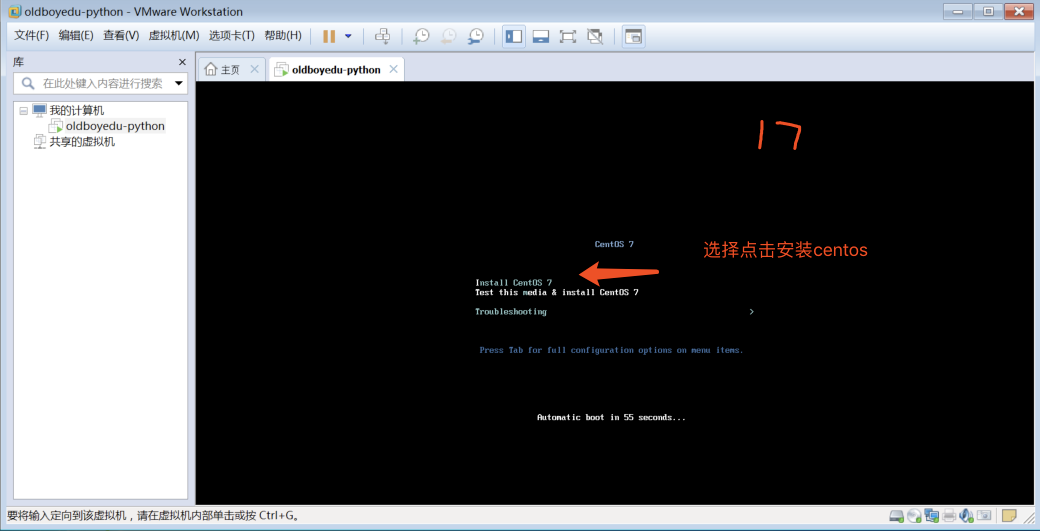 oldboyedu-python - VMware Workstation
文件(F) 编辑(E) 查看(V) 虚拟机(M) 选项卡(T) 帮助(H)
库
主页
oldboyedu-python
在此处键入内容进行搜索
我的计算机
oldboyedu-python
共享的虚拟机
17
CentOS 7
选择点击安装centos
Install CentOS 7
Test this media & install CentOS 7
Troubleshooting >
Press Tab for full configuration options on menu items.
Automatic boot in 55 seconds...
要将输入定向到该虚拟机，请在虚拟机内部单击或按 Ctrl+G。